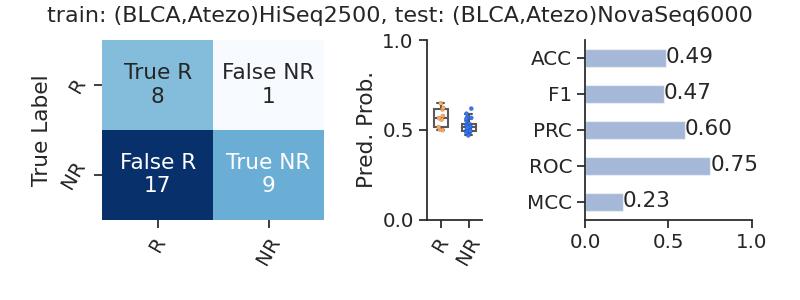 train: (BLCA,Atezo)HiSeq2500, test: (BLCA,Atezo)NovaSeq6000
True Label
R
NR
True R
8
False NR
1
False R
17
True NR
9
R
NR
Pred. Prob.
1.0
0.5
0.0
R
NR
ACC
0.49
F1
0.47
PRC
0.60
ROC
0.75
MCC
0.23
0.0
0.5
1.0